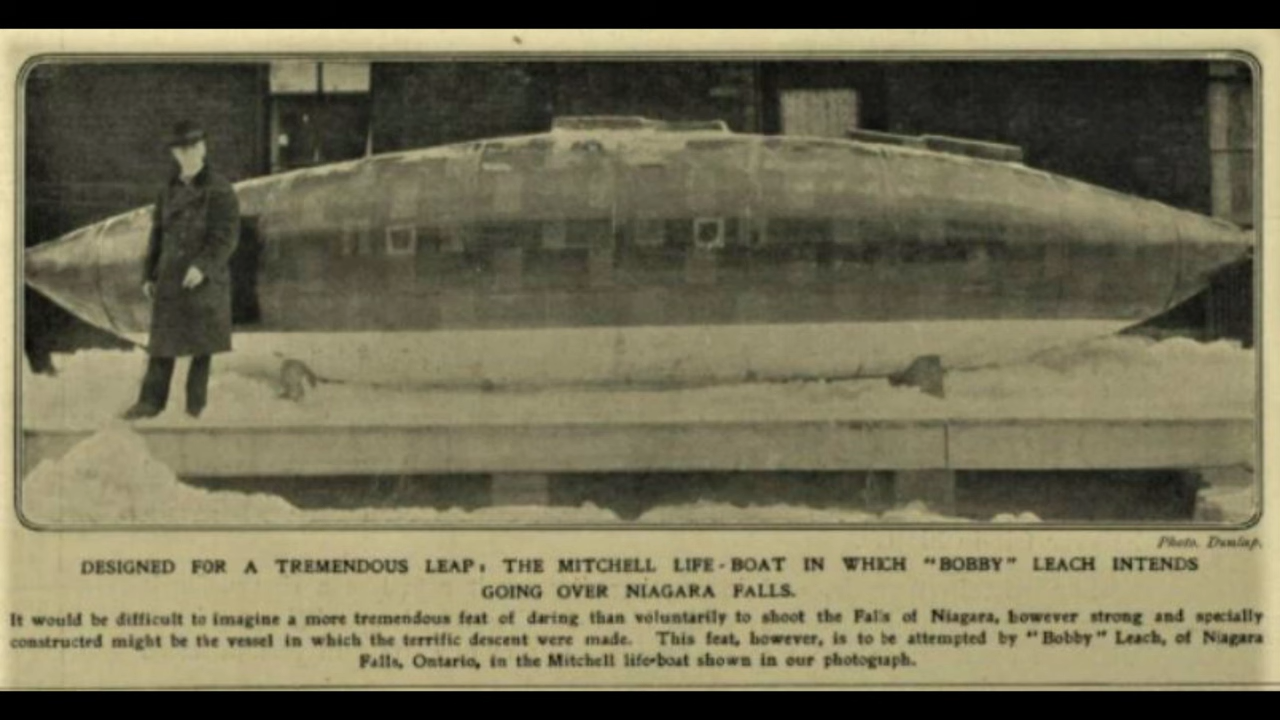 Photo. Dunlap.
DESIGNED FOR A TREMENDOUS LEAP: THE MITCHELL LIFE-BOAT IN WHICH "BOBBY" LEACH INTENDS
GOING OVER NIAGARA FALLS.
It would be difficult to imagine a more tremendous feat of daring than voluntarily to shoot the Falls of Niagara, however strong and specially
constructed might be the vessel in which the terrific descent were made. This feat, however, is to be attempted by "Bobby" Leach, of Niagara
Falls, Ontario, in the Mitchell life-boat shown in our photograph.